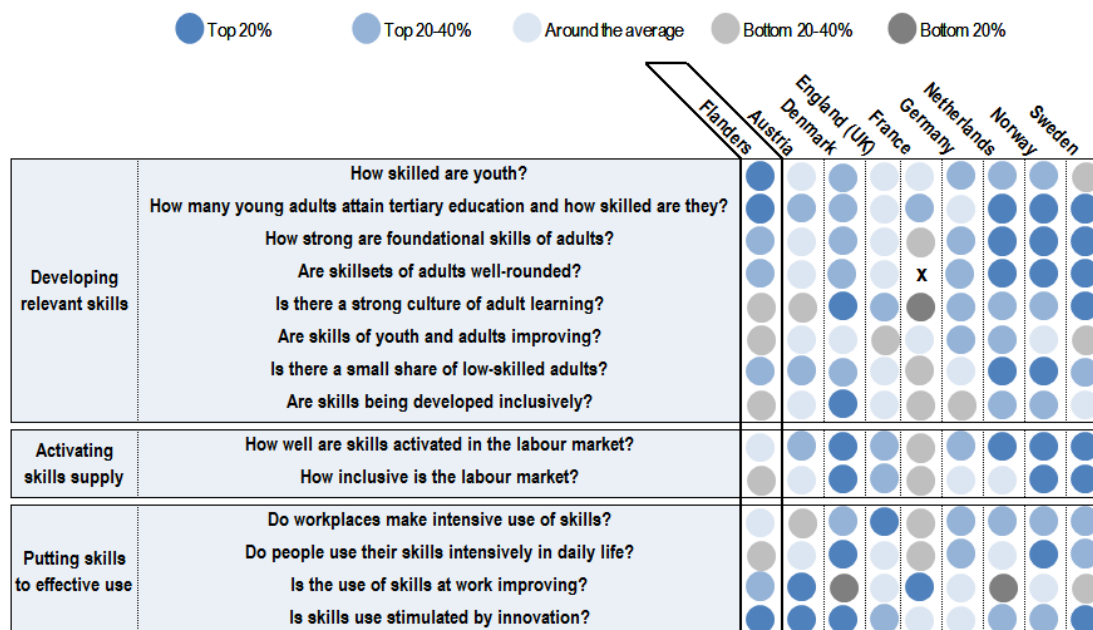 Top 20% Top 20-40% Around the average Bottom 20-40% Bottom 20%
Flanders Austria Denmark England (UK) France Germany Netherlands Norway Sweden
How skilled are youth?
How many young adults attain tertiary education and how skilled are they?
How strong are foundational skills of adults?
Are skillsets of adults well-rounded? x
Developing
relevant skills
Is there a strong culture of adult learning?
Are skills of youth and adults improving?
Is there a small share of low-skilled adults?
Are skills being developed inclusively?
Activating
skills supply
How well are skills activated in the labour market?
How inclusive is the labour market?
Do workplaces make intensive use of skills?
Putting skills
to effective use
Do people use their skills intensively in daily life?
Is the use of skills at work improving?
Is skills use stimulated by innovation?